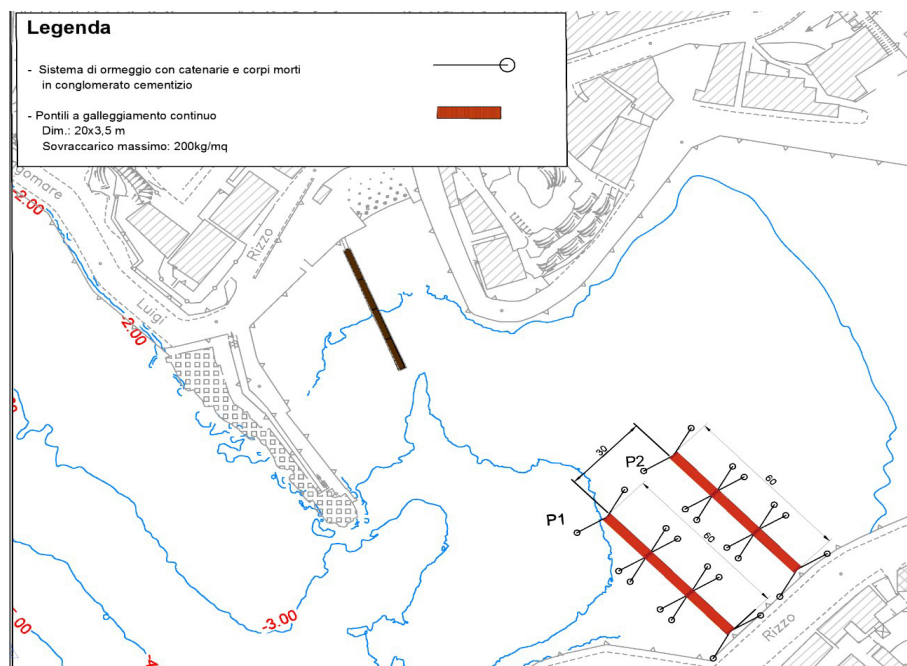 Legenda
- Sistema di ormeggio con catenarie e corpi morti
in conglomerato cementizio
- Pontili a galleggiamento continuo
Dim.: 20x3,5 m
Sovraccarico massimo: 200kg/mq
-2.00
Rizzo
Luigi
-2.00
30
P2
60
P1
60
-3.00
Rizzo